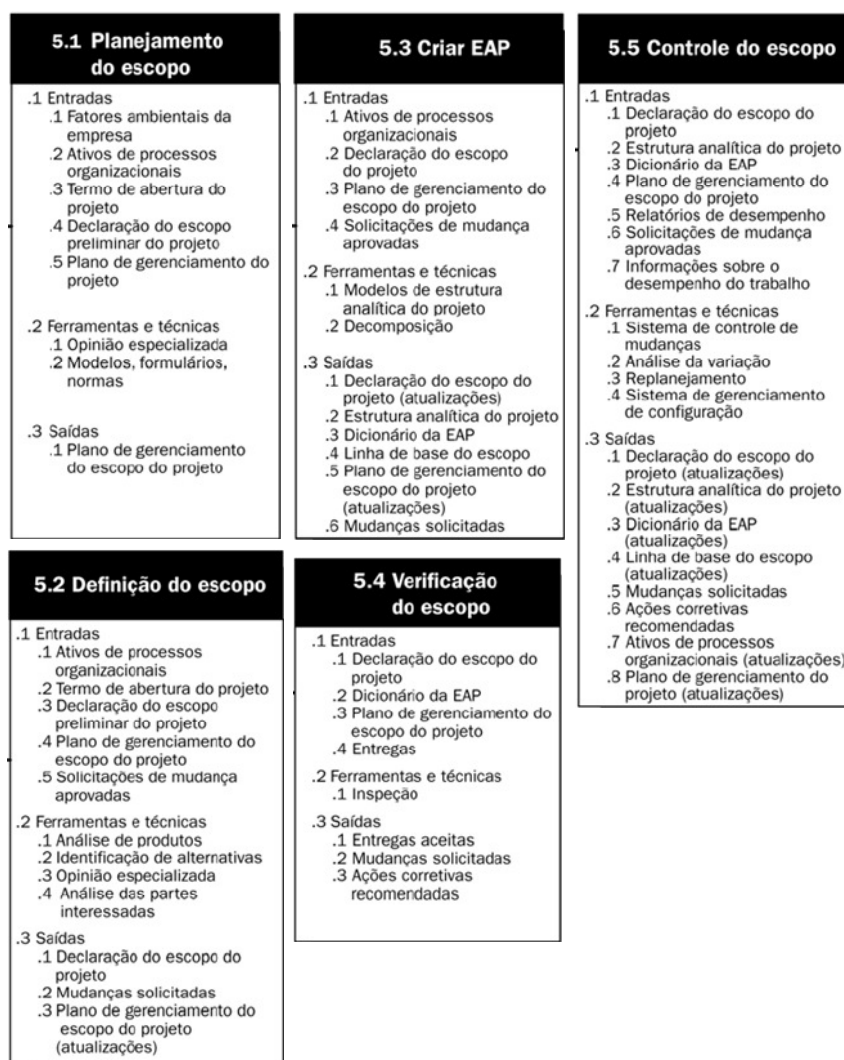 5.1 Planejamento
do escopo
.1 Entradas
.1 Fatores ambientais da
empresa
.2 Ativos de processos
organizacionais
.3 Termo de abertura do
projeto
.4 Declaração do escopo
preliminar do projeto
.5 Plano de gerenciamento do
projeto
.2 Ferramentas e técnicas
.1 Opinião especializada
.2 Modelos, formulários,
normas
.3 Saídas
.1 Plano de gerenciamento
do escopo do projeto
5.2 Definição do escopo
.1 Entradas
.1 Ativos de processos
organizacionais
.2 Termo de abertura do projeto
.3 Declaração do escopo
preliminar do projeto
.4 Plano de gerenciamento do
escopo do projeto
.5 Solicitações de mudança
aprovadas
.2 Ferramentas e técnicas
.1 Análise de produtos
.2 Identificação de alternativas
.3 Opinião especializada
.4 Análise das partes
interessadas
.3 Saídas
.1 Declaração do escopo do
projeto
.2 Mudanças solicitadas
.3 Plano de gerenciamento do
escopo do projeto
(atualizações)
5.3 Criar EAP
.1 Entradas
.1 Ativos de processos
organizacionais
.2 Declaração do escopo
do projeto
.3 Plano de gerenciamento do
escopo do projeto
.4 Solicitações de mudança
aprovadas
.2 Ferramentas e técnicas
.1 Modelos de estrutura
analítica do projeto
.2 Decomposição
.3 Saídas
.1 Declaração do escopo do
projeto (atualizações)
.2 Estrutura analítica do projeto
.3 Dicionário da EAP
.4 Linha de base do escopo
.5 Plano de gerenciamento do
escopo do projeto
(atualizações)
.6 Mudanças solicitadas
5.4 Verificação
do escopo
.1 Entradas
.1 Declaração do escopo do
projeto
.2 Dicionário da EAP
.3 Plano de gerenciamento do
escopo do projeto
.4 Entregas
.2 Ferramentas e técnicas
.1 Inspeção
.3 Saídas
.1 Entregas aceitas
.2 Mudanças solicitadas
.3 Ações corretivas
recomendadas
5.5 Controle do escopo
.1 Entradas
.1 Declaração do escopo do
projeto
.2 Estrutura analítica do projeto
.3 Dicionário da EAP
.4 Plano de gerenciamento do
escopo do projeto
.5 Relatórios de desempenho
.6 Solicitações de mudança
aprovadas
.7 Informações sobre o
desempenho do trabalho
.2 Ferramentas e técnicas
.1 Sistema de controle de
mudanças
.2 Análise da variação
.3 Replanejamento
.4 Sistema de gerenciamento
de configuração
.3 Saídas
.1 Declaração do escopo do
projeto (atualizações)
.2 Estrutura analítica do projeto
(atualizações)
.3 Dicionário da EAP
(atualizações)
.4 Linha de base do escopo
(atualizações)
.5 Mudanças solicitadas
.6 Ações corretivas
recomendadas
.7 Ativos de processos
organizacionais (atualizações)
.8 Plano de gerenciamento do
projeto (atualizações)